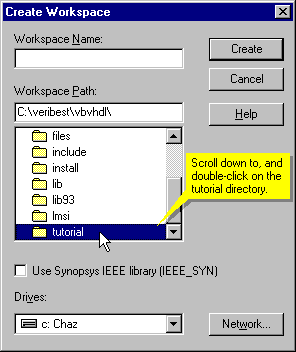 Create Workspace
Workspace Name:
Create
Cancel
Workspace Path:
Help
C:\veribest\vbvhdl\
files
include
install
lib
lib93
lmsi
tutorial
Scroll down to, and
double-click on the
tutorial directory.
Use Synopsys IEEE library (IEEE_SYN)
Drives:
c: Chaz
Network...